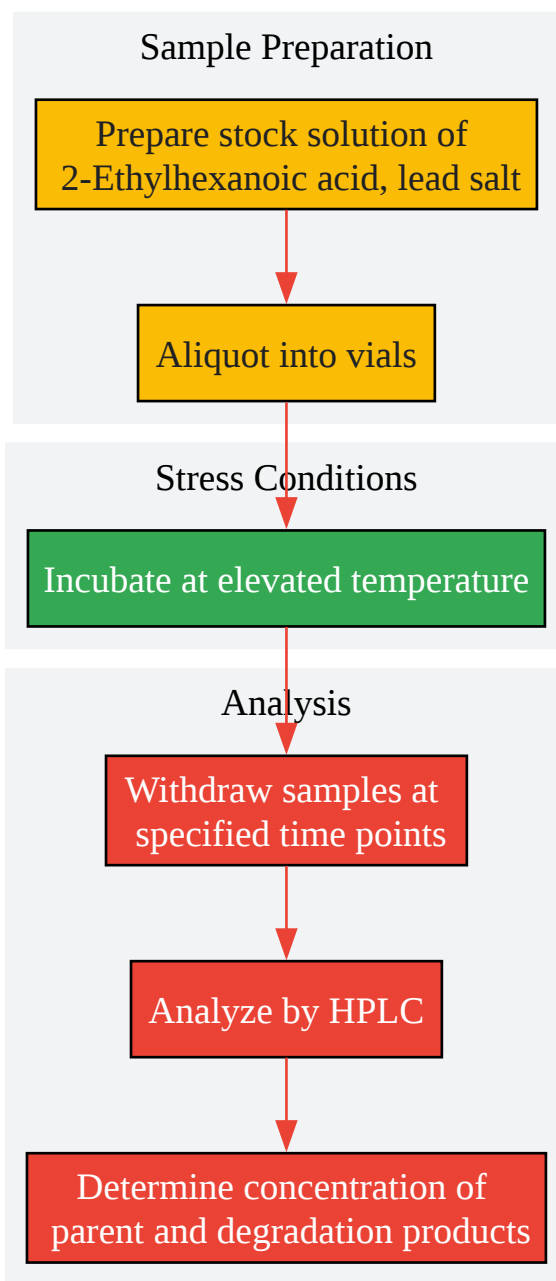 Sample Preparation
Prepare stock solution of
2-Ethylhexanoic acid, lead salt
Aliquot into vials
Stress Conditions
Incubate at elevated temperature
Analysis
Withdraw samples at
specified time points
Analyze by HPLC
Determine concentration of
parent and degradation products